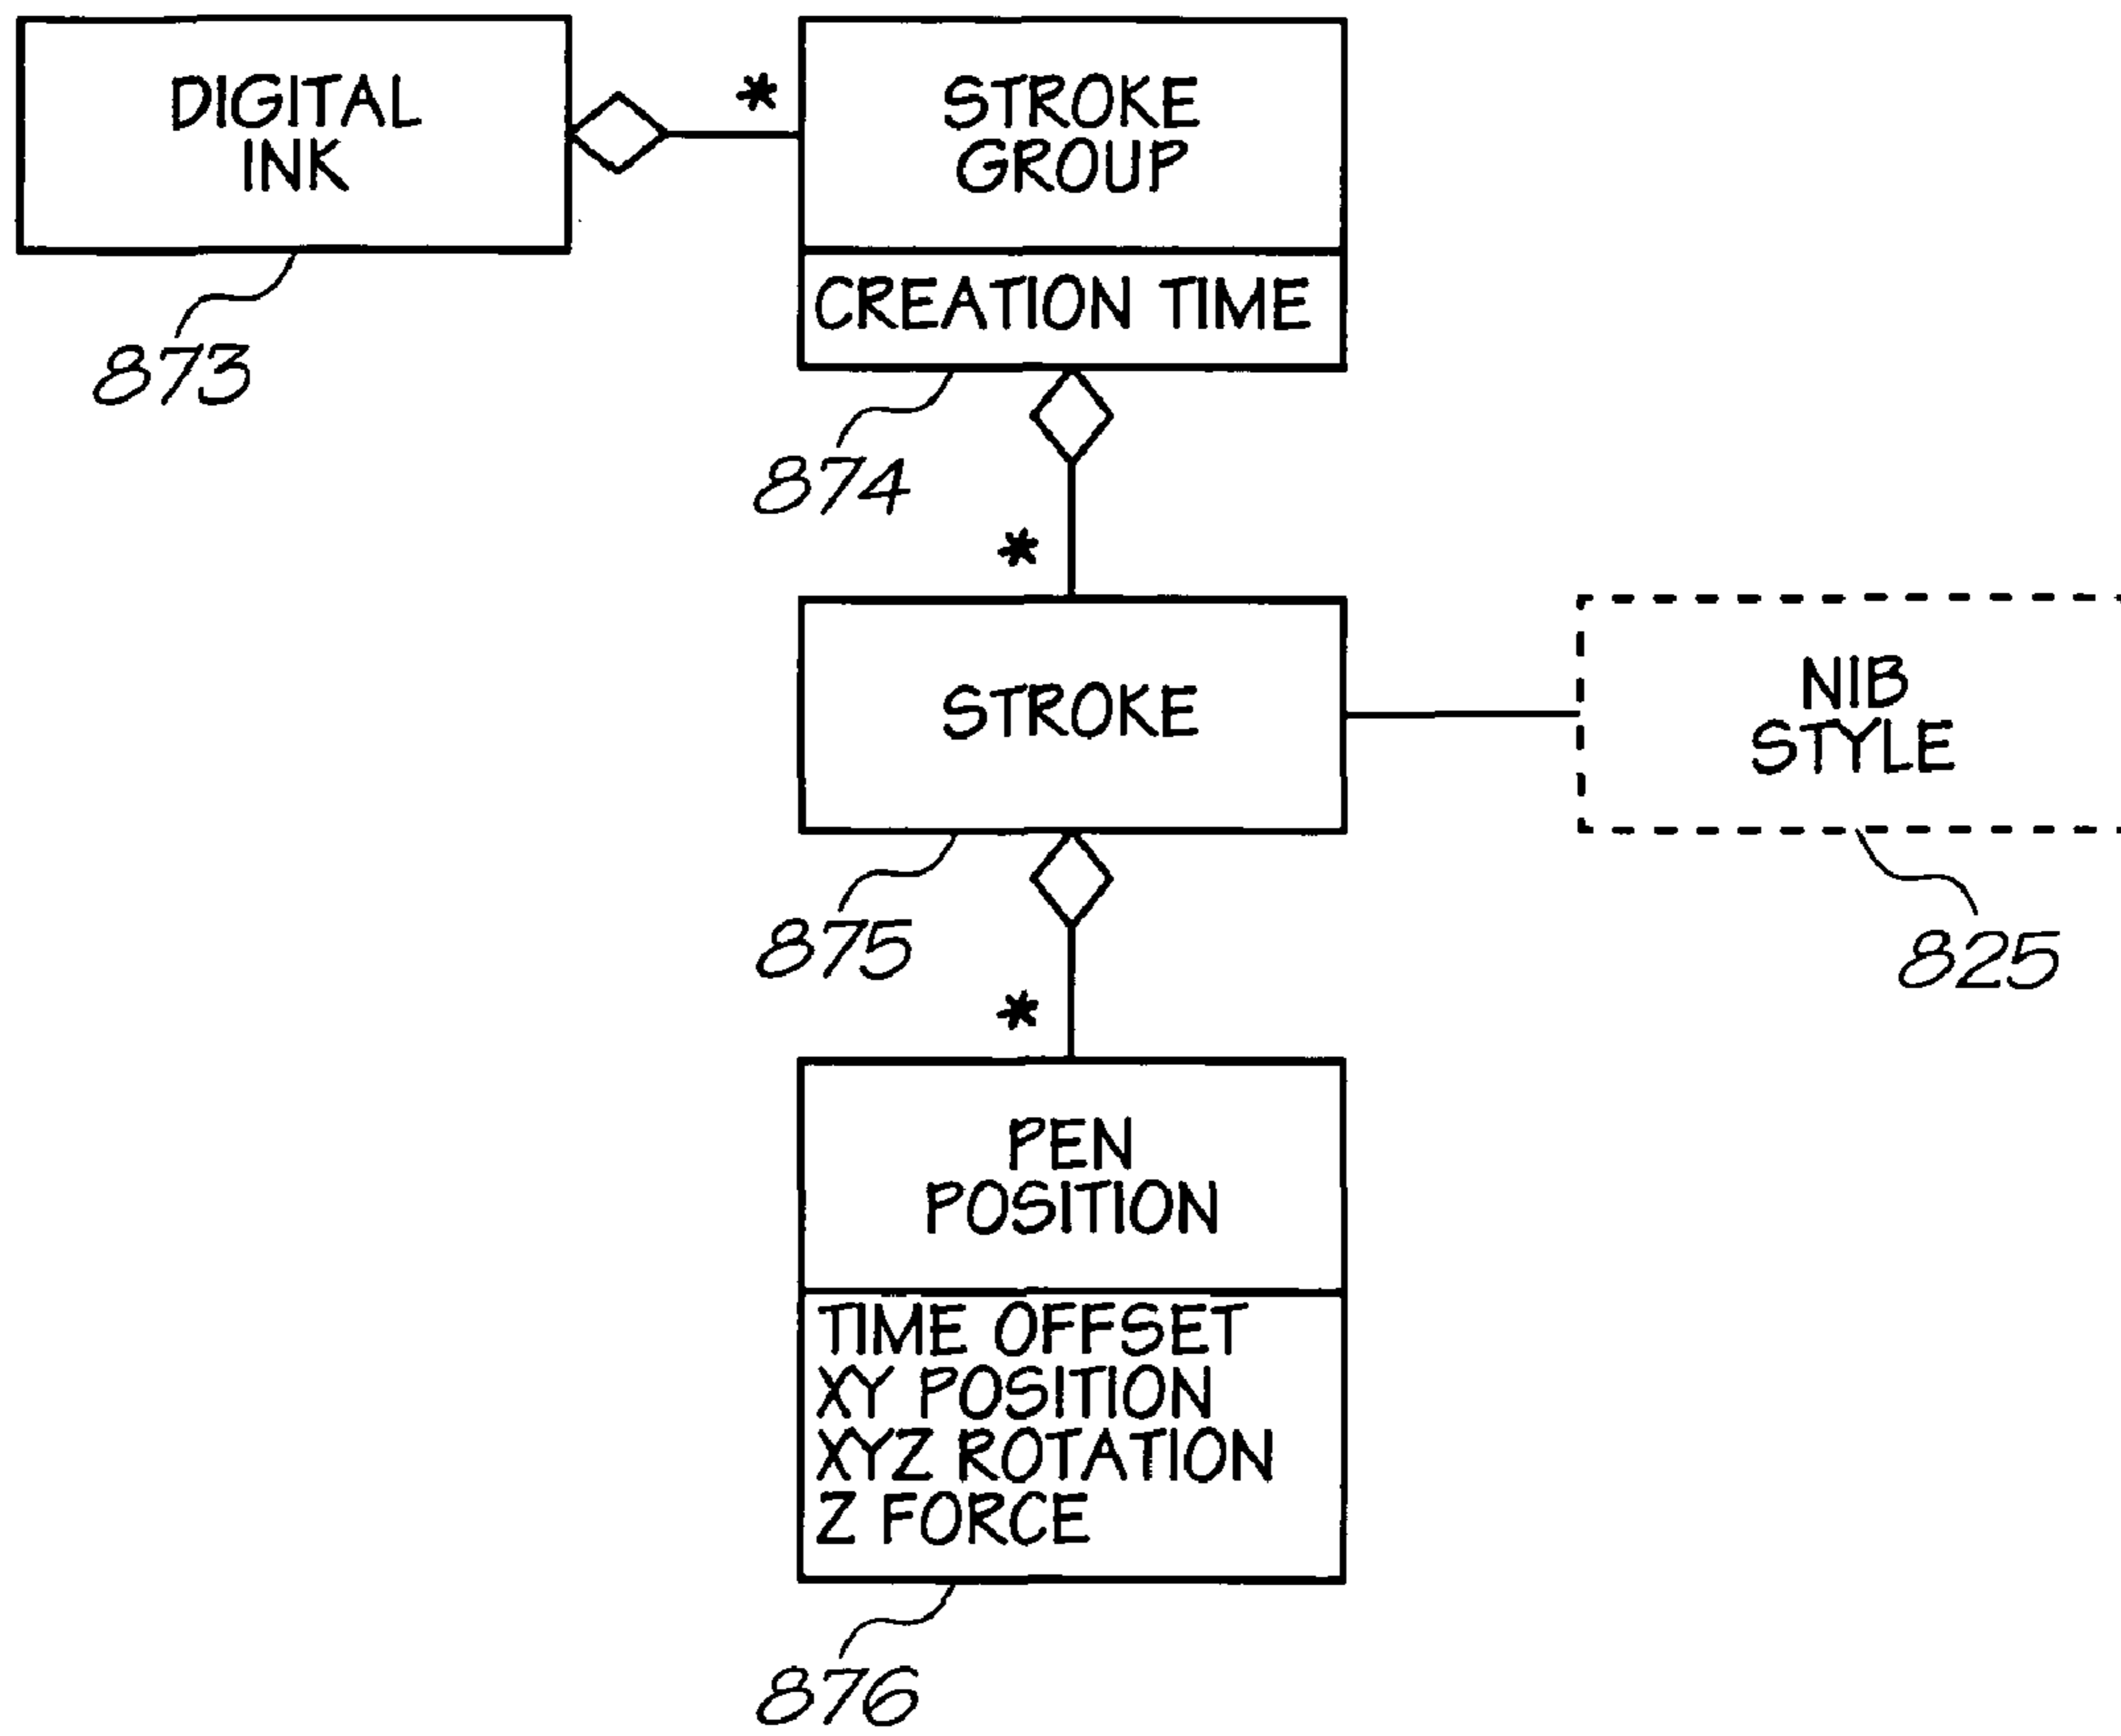 DIGITAL
INK
873
*
STROKE
GROUP
CREATION TIME
874
*
STROKE
875
NIB
STYLE
825
*
PEN
POSITION
TIME OFFSET
XY POSITION
XYZ ROTATION
Z FORCE
876